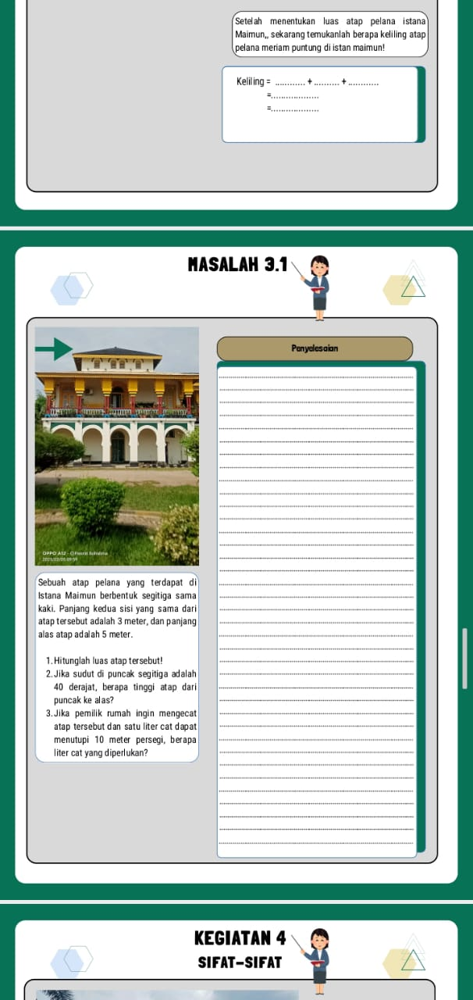 Setelah menentukan luas atap pelana istana
Maimun,, sekarang temukanlah berapa keliling atap
pelana meriam puntung di istan maimun!
Keliling = ............ + .......... + ............
=...................
=...................
MASALAH 3.1
Penyelesaian
OPPO A12 ·
Sebuah atap pelana yang terdapat di
Istana Maimun berbentuk segitiga sama
kaki. Panjang kedua sisi yang sama dari
atap tersebut adalah 3 meter, dan panjang
alas atap adalah 5 meter.
1. Hitunglah luas atap tersebut!
2. Jika sudut di puncak segitiga adalah
40 derajat, berapa tinggi atap dari
puncak ke alas?
3. Jika pemilik rumah ingin mengecat
atap tersebut dan satu liter cat dapat
menutupi 10 meter persegi, berapa
liter cat yang diperlukan?
KEGIATAN 4
SIFAT-SIFAT